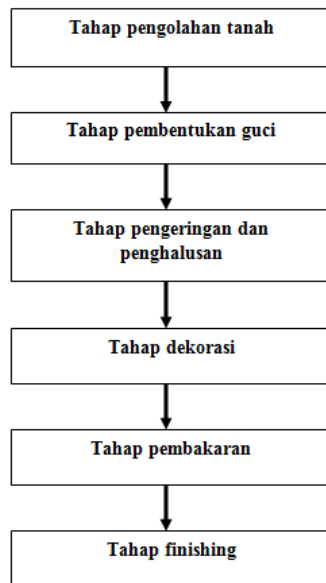 Tahap pengolahan tanah
Tahap pembentukan guci
Tahap pengeringan dan
penghalusan
Tahap dekorasi
Tahap pembakaran
Tahap finishing